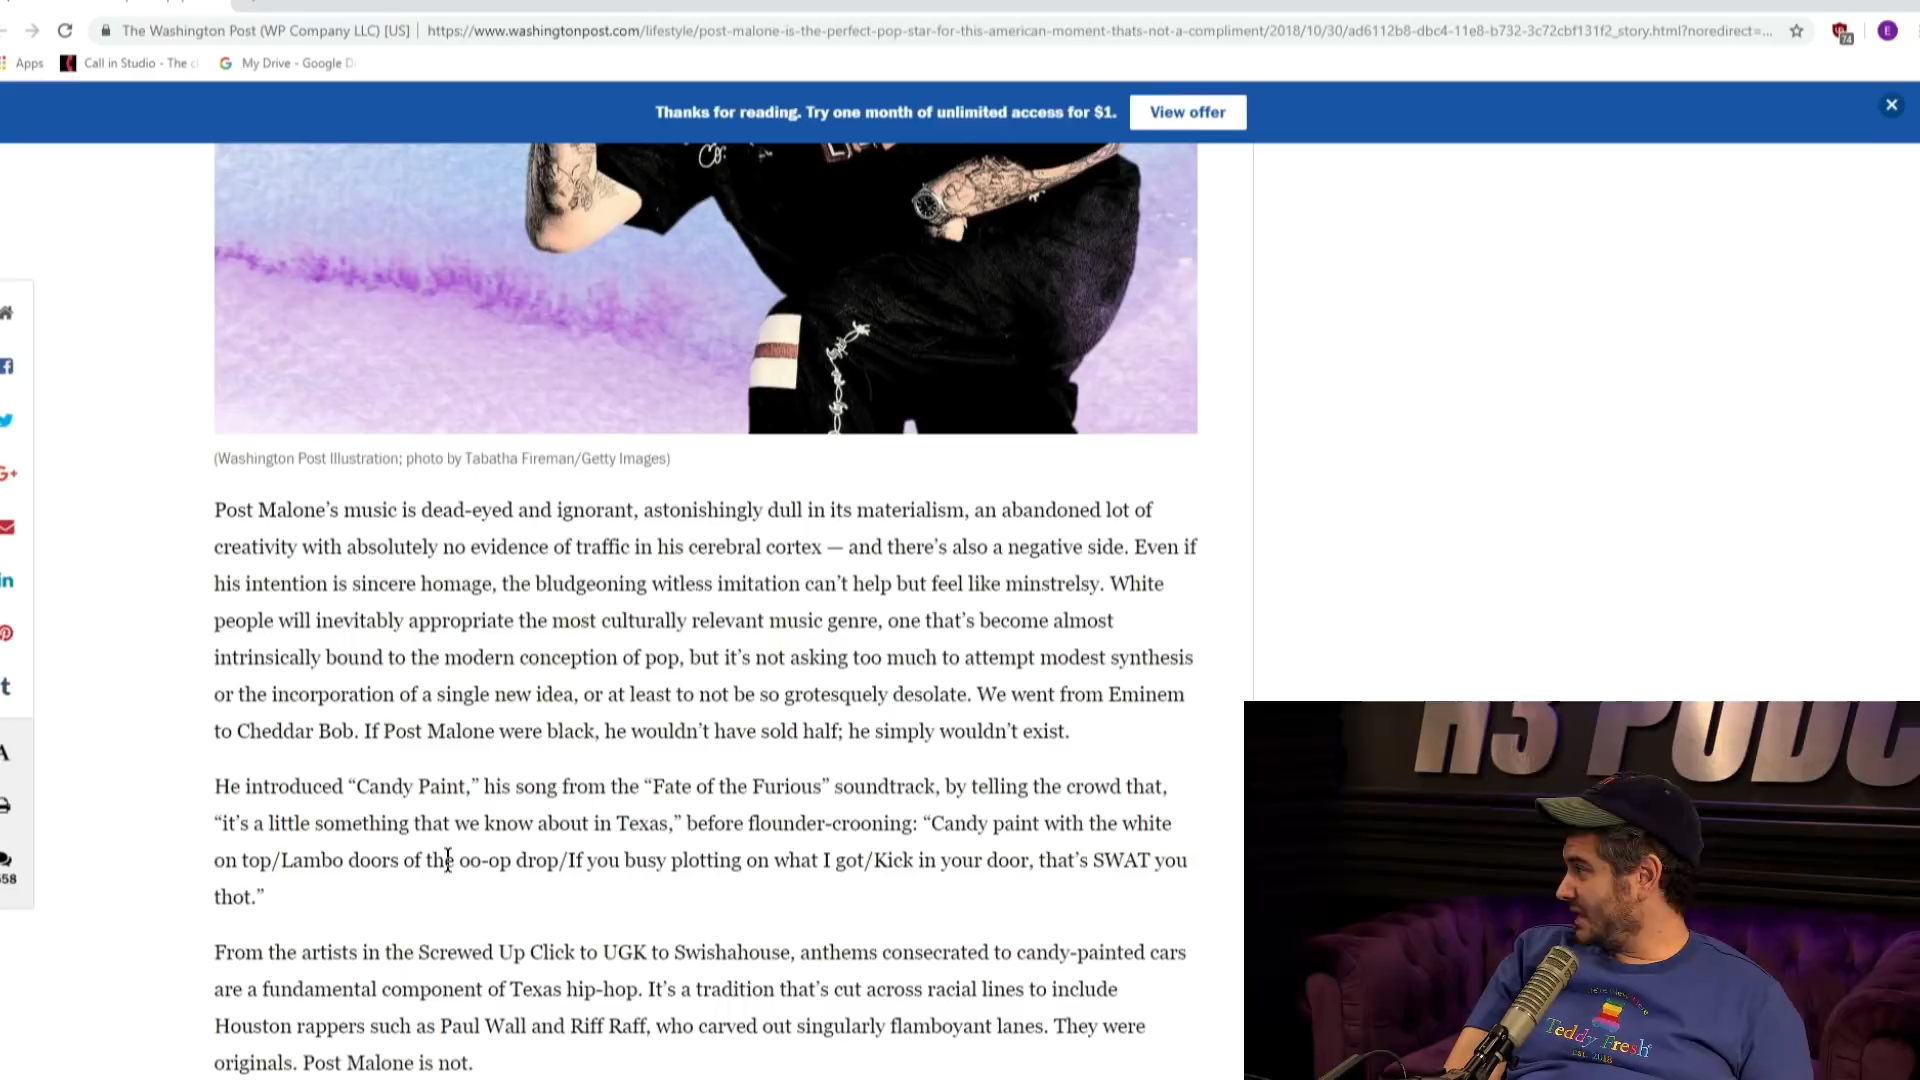 The Washington Post (WP Company LLC) [US] | https://www.washingtonpost.com/lifestyle/post-malone-is-the-perfect-pop-star-for-this-american-moment-thats-not-a-compliment/2018/10/30/ad6112b8-dbc4-11e8-b732-3c72cbf131f2_story.html?noredirect=...
74
E
Apps Call in Studio - The cl My Drive - Google D
Thanks for reading. Try one month of unlimited access for $1. View offer
(Washington Post Illustration; photo by Tabatha Fireman/Getty Images)
Post Malone’s music is dead-eyed and ignorant, astonishingly dull in its materialism, an abandoned lot of
creativity with absolutely no evidence of traffic in his cerebral cortex — and there’s also a negative side. Even if
his intention is sincere homage, the bludgeoning witless imitation can’t help but feel like minstrelsy. White
people will inevitably appropriate the most culturally relevant music genre, one that’s become almost
intrinsically bound to the modern conception of pop, but it’s not asking too much to attempt modest synthesis
or the incorporation of a single new idea, or at least to not be so grotesquely desolate. We went from Eminem
to Cheddar Bob. If Post Malone were black, he wouldn’t have sold half; he simply wouldn’t exist.
He introduced “Candy Paint,” his song from the “Fate of the Furious” soundtrack, by telling the crowd that,
“it’s a little something that we know about in Texas,” before flounder-crooning: “Candy paint with the white
on top/Lambo doors of the oo-op drop/If you busy plotting on what I got/Kick in your door, that’s SWAT you
thot.”
From the artists in the Screwed Up Click to UGK to Swishahouse, anthems consecrated to candy-painted cars
are a fundamental component of Texas hip-hop. It’s a tradition that’s cut across racial lines to include
Houston rappers such as Paul Wall and Riff Raff, who carved out singularly flamboyant lanes. They were
originals. Post Malone is not.
H3 PODC
Teddy Fresh
EST. 2018